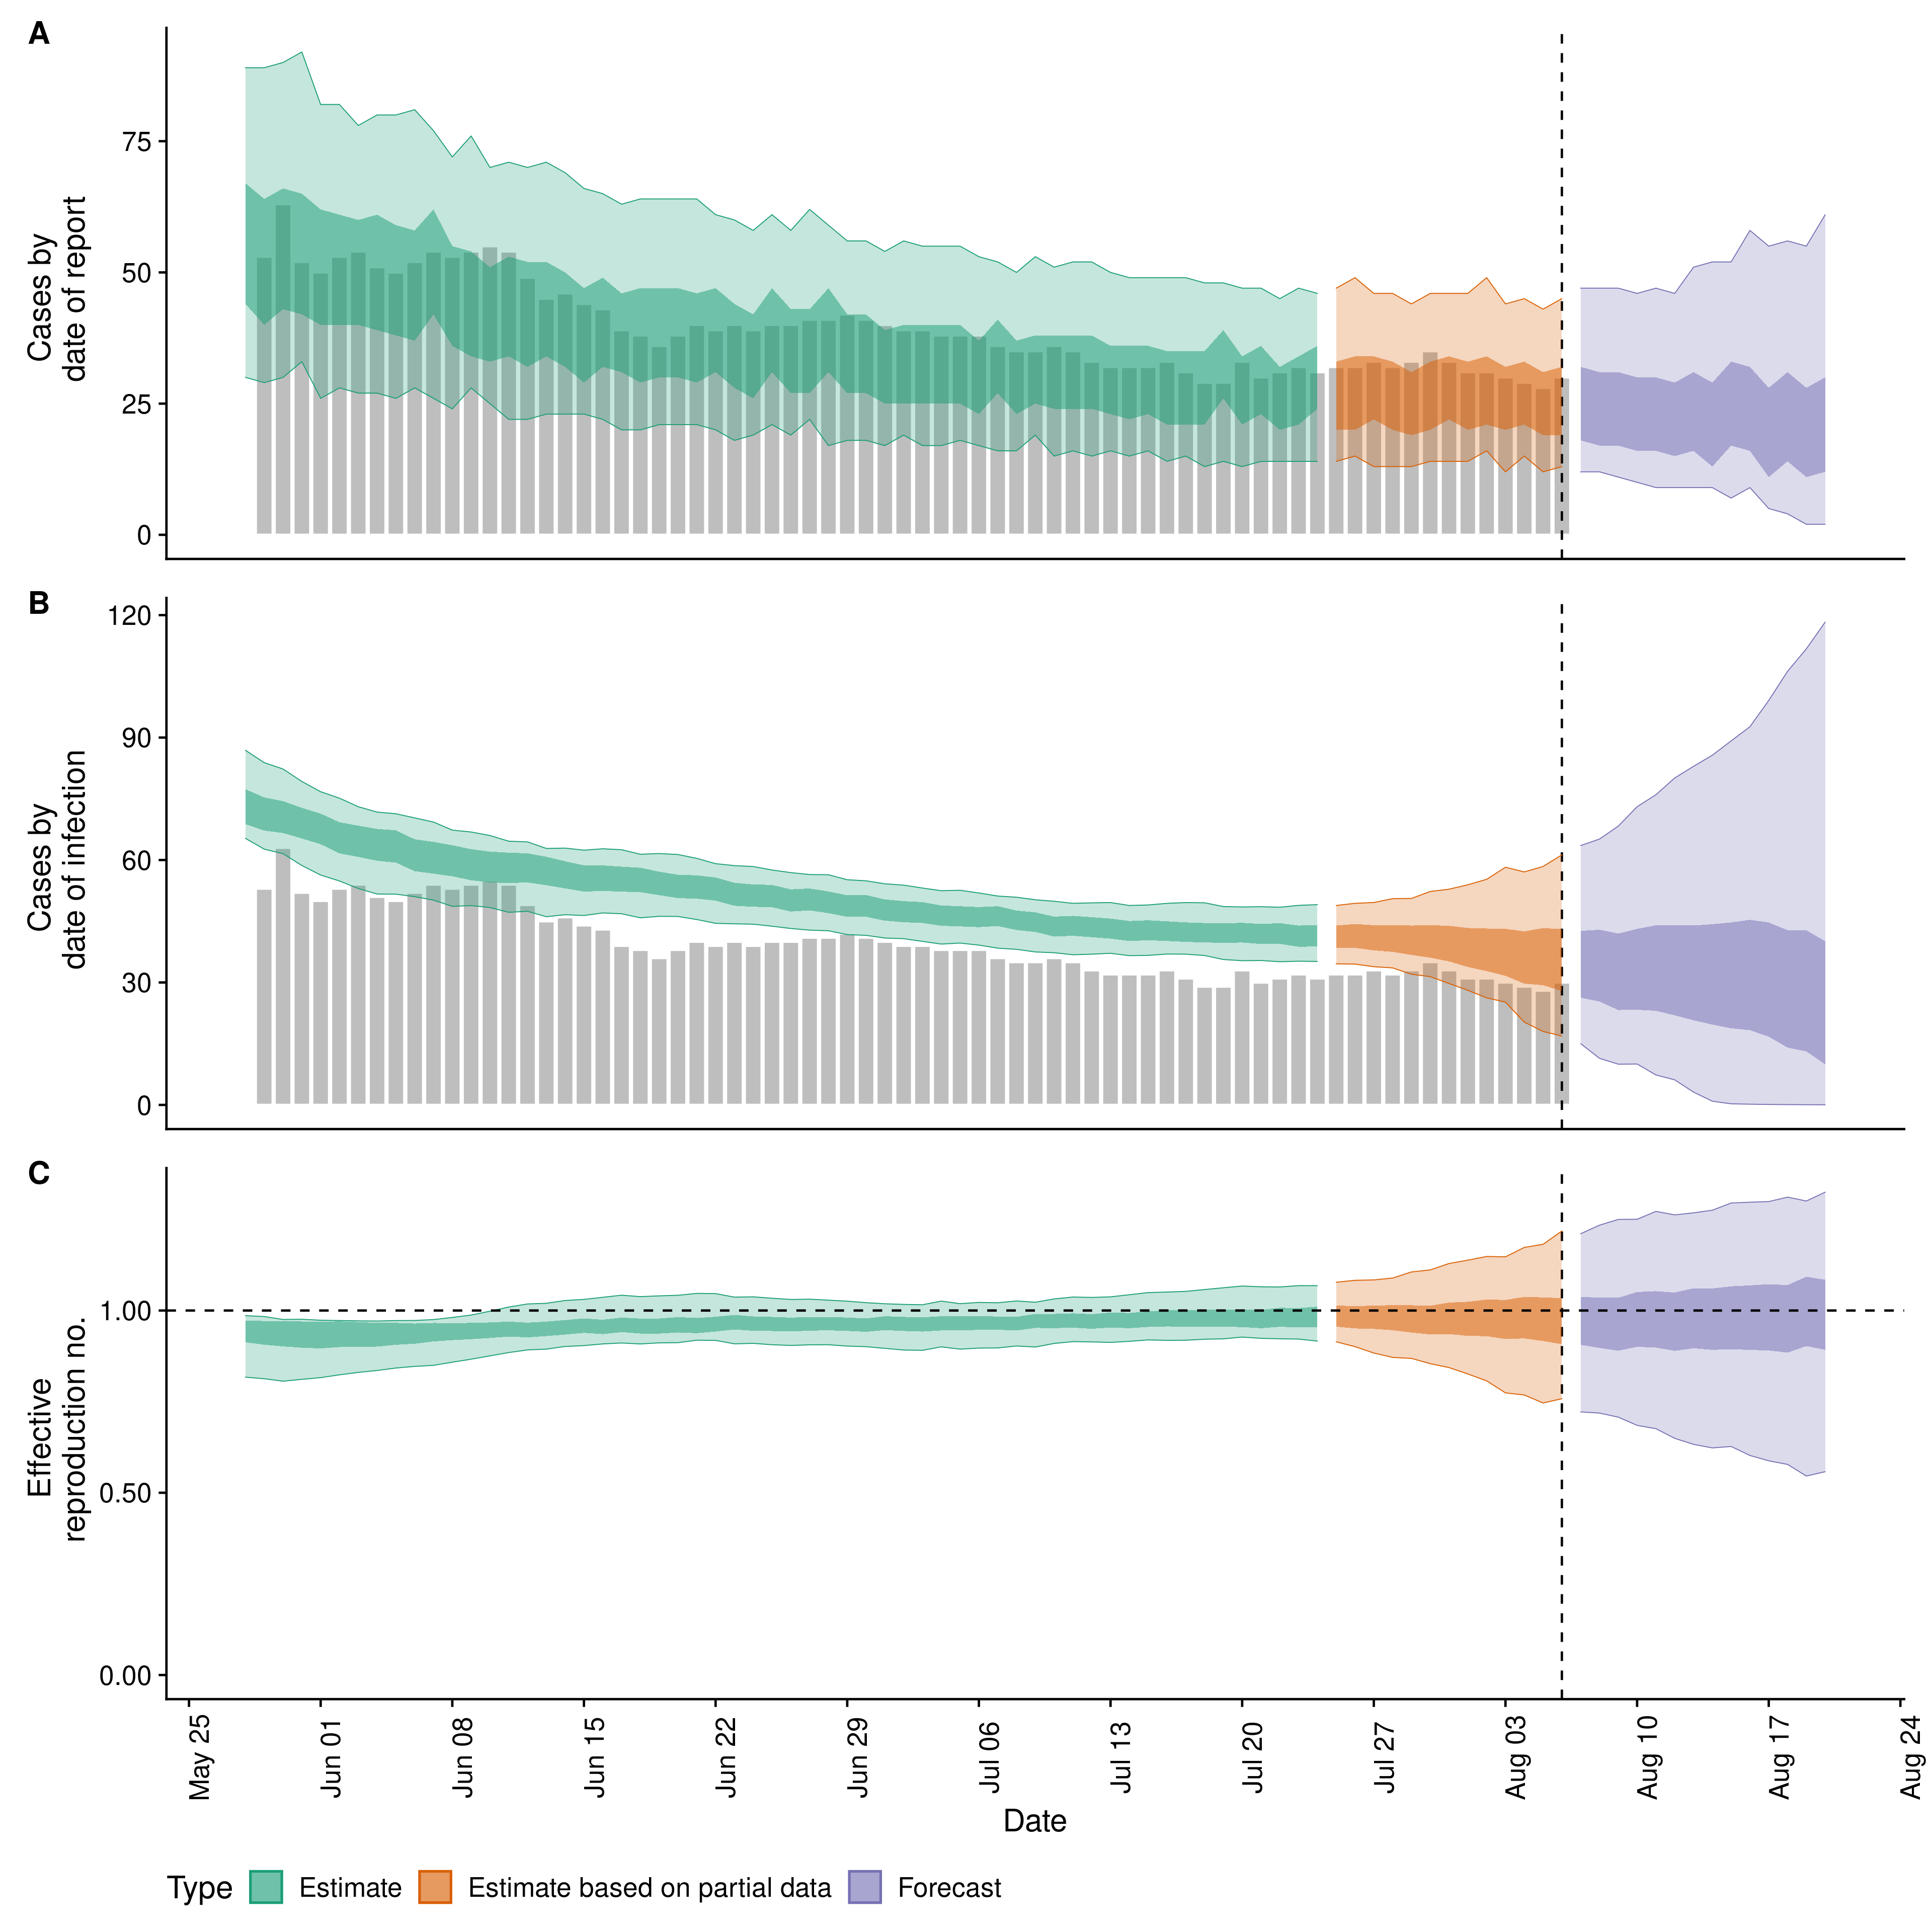 A
Cases by
date of report
75
50
25
0
B
Cases by
date of infection
120
90
60
30
0
C
Effective
reproduction no.
1.00
0.50
0.00
May 25
Jun 01
Jun 08
Jun 15
Jun 22
Jun 29
Jul 06
Jul 13
Jul 20
Jul 27
Aug 03
Aug 10
Aug 17
Aug 24
Date
Type
Estimate
Estimate based on partial data
Forecast